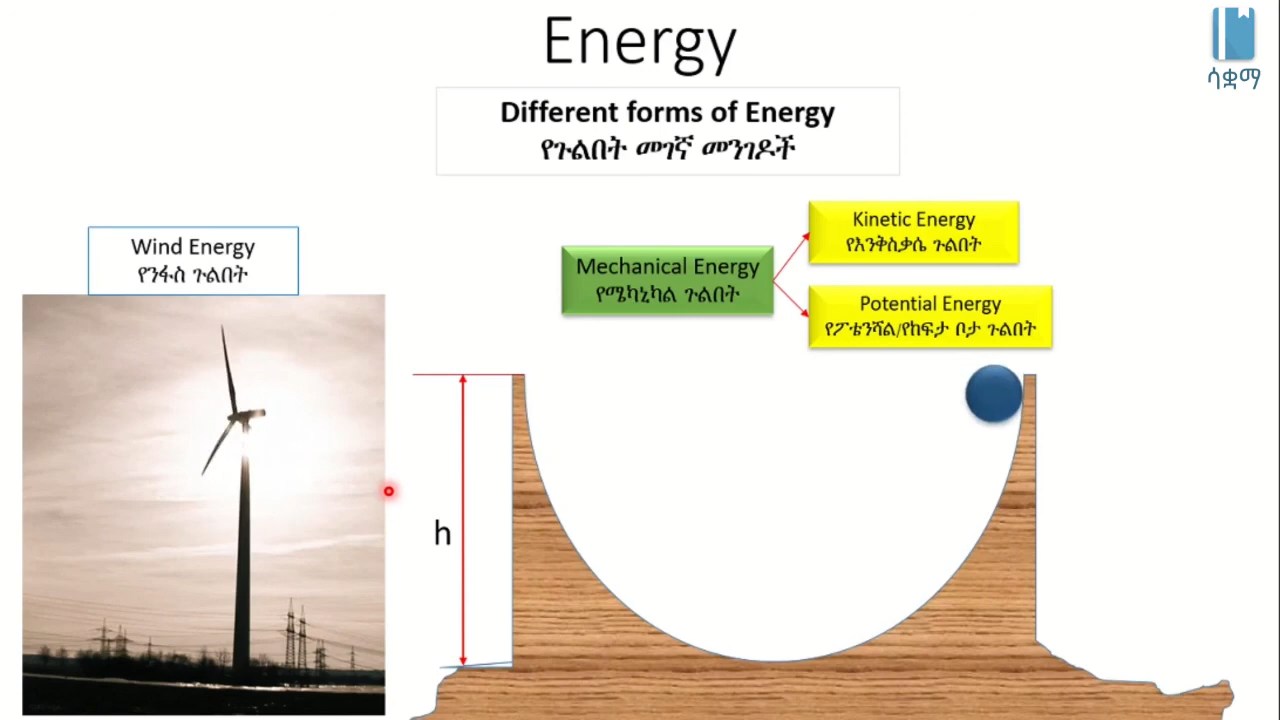 Energy
ሳቋማ
Different forms of Energy
የጉልበት መገኛ መንገዶች
Wind Energy
የንፋስ ጉልበት
Mechanical Energy
የሜካኒካል ጉልበት
Kinetic Energy
የእንቅስቃሴ ጉልበት
Potential Energy
የፖቴንሻል/የከፍታ ቦታ ጉልበት
h